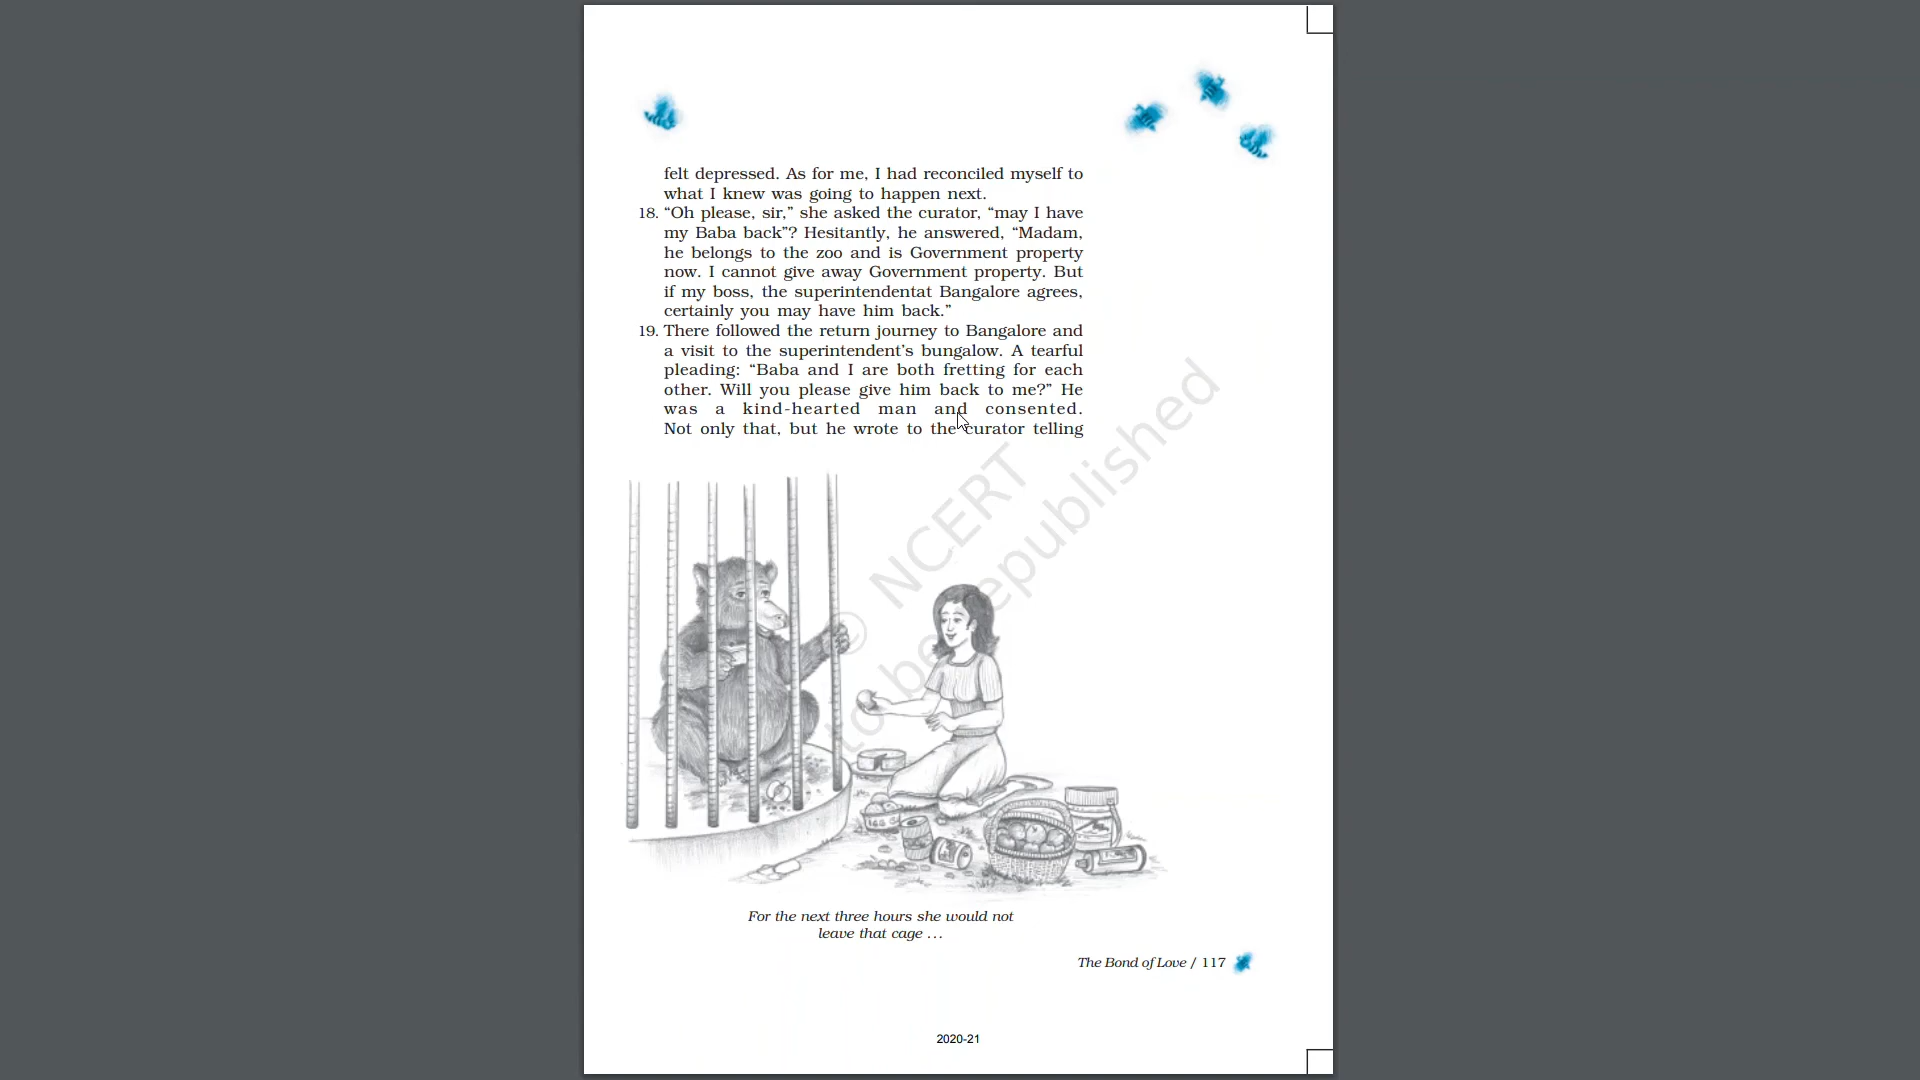 felt depressed. As for me, I had reconciled myself to
what I knew was going to happen next.
18. “Oh please, sir,” she asked the curator, “may I have
my Baba back”? Hesitantly, he answered, “Madam,
he belongs to the zoo and is Government property
now. I cannot give away Government property. But
if my boss, the superintendentat Bangalore agrees,
certainly you may have him back.”
19. There followed the return journey to Bangalore and
a visit to the superintendent’s bungalow. A tearful
pleading: “Baba and I are both fretting for each
other. Will you please give him back to me?” He
was a kind-hearted man and consented.
Not only that, but he wrote to the curator telling
© NCERT
to be republished
For the next three hours she would not
leave that cage ...
The Bond of Love / 117
2020-21